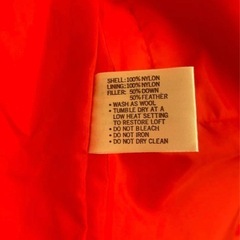 SHELL: 100% NYLON
LINING: 100% NYLON
FILLER: 50% DOWN
50% FEATHER
• WASH AS WOOL
• TUMBLE DRY AT A
LOW HEAT SETTING
TO RESTORE LOFT
• DO NOT BLEACH
• DO NOT IRON
• DO NOT DRY CLEAN